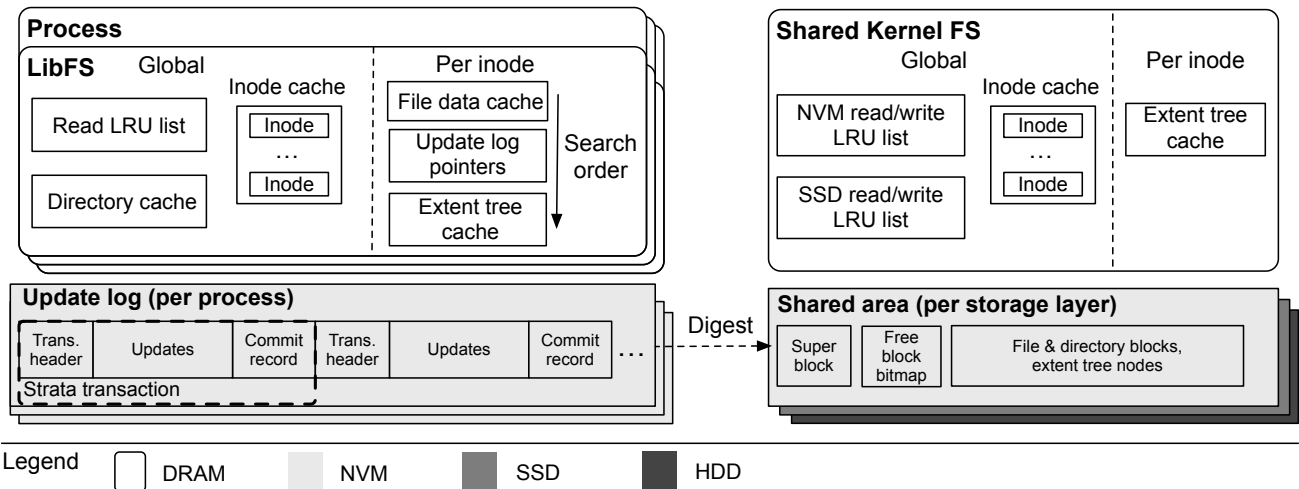 Process
LibFS
Global
Per inode
Read LRU list
Directory cache
Inode cache
Inode
...
Inode
File data cache
Update log
pointers
Extent tree
cache
Search
order
Shared Kernel FS
Global
Per inode
NVM read/write
LRU list
SSD read/write
LRU list
Inode cache
Inode
...
Inode
Extent tree
cache
Update log (per process)
Trans.
header
Updates
Commit
record
Trans.
header
Updates
Commit
record
...
Strata transaction
Digest
Shared area (per storage layer)
Super
block
Free
block
bitmap
File & directory blocks,
extent tree nodes
Legend
DRAM
NVM
SSD
HDD